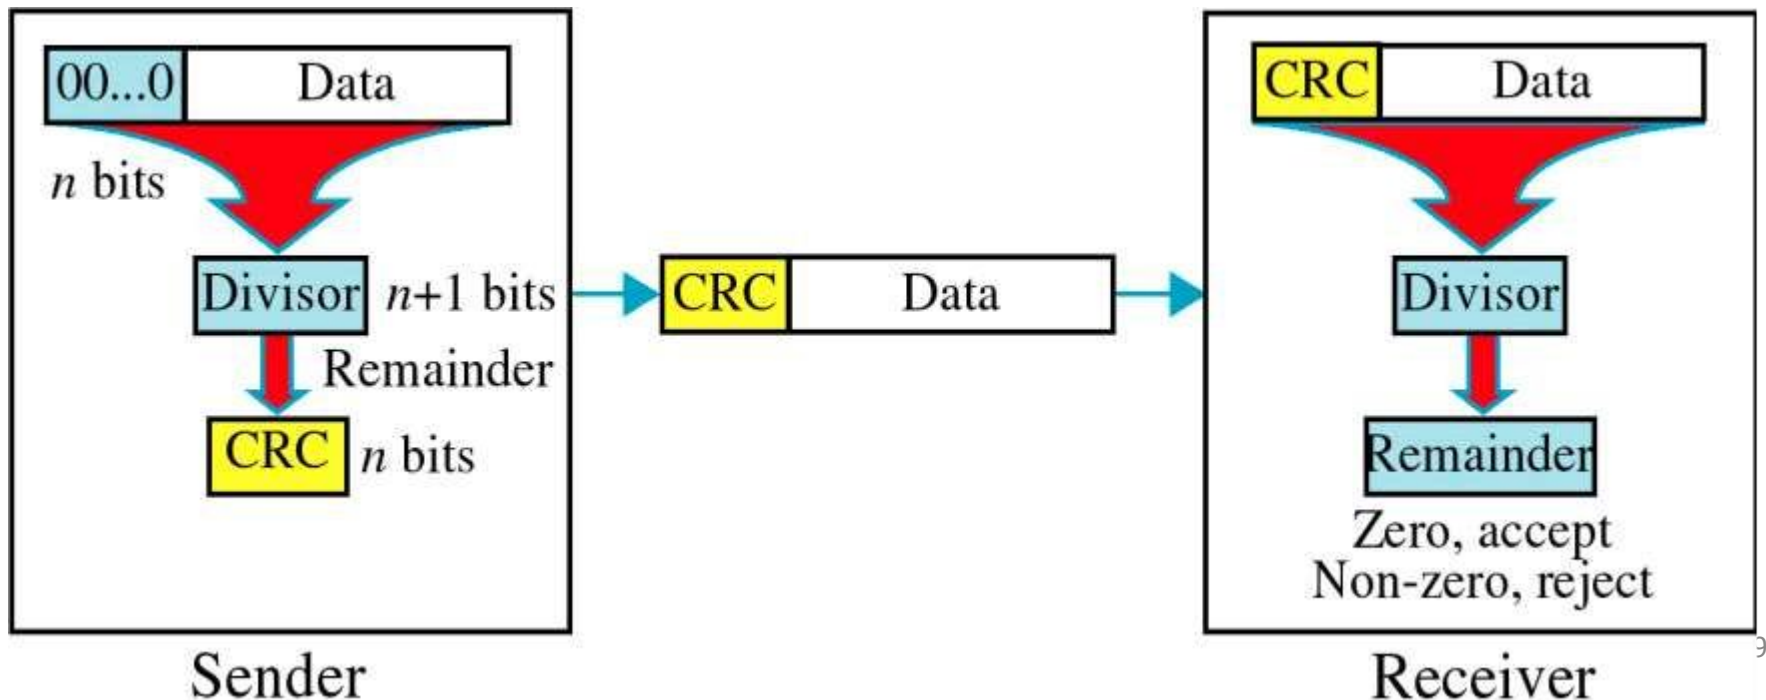 00...0 Data
n bits
Divisor n+1 bits
Remainder
CRC n bits
Sender
CRC Data
CRC Data
Divisor
Remainder
Zero, accept
Non-zero, reject
Receiver
9